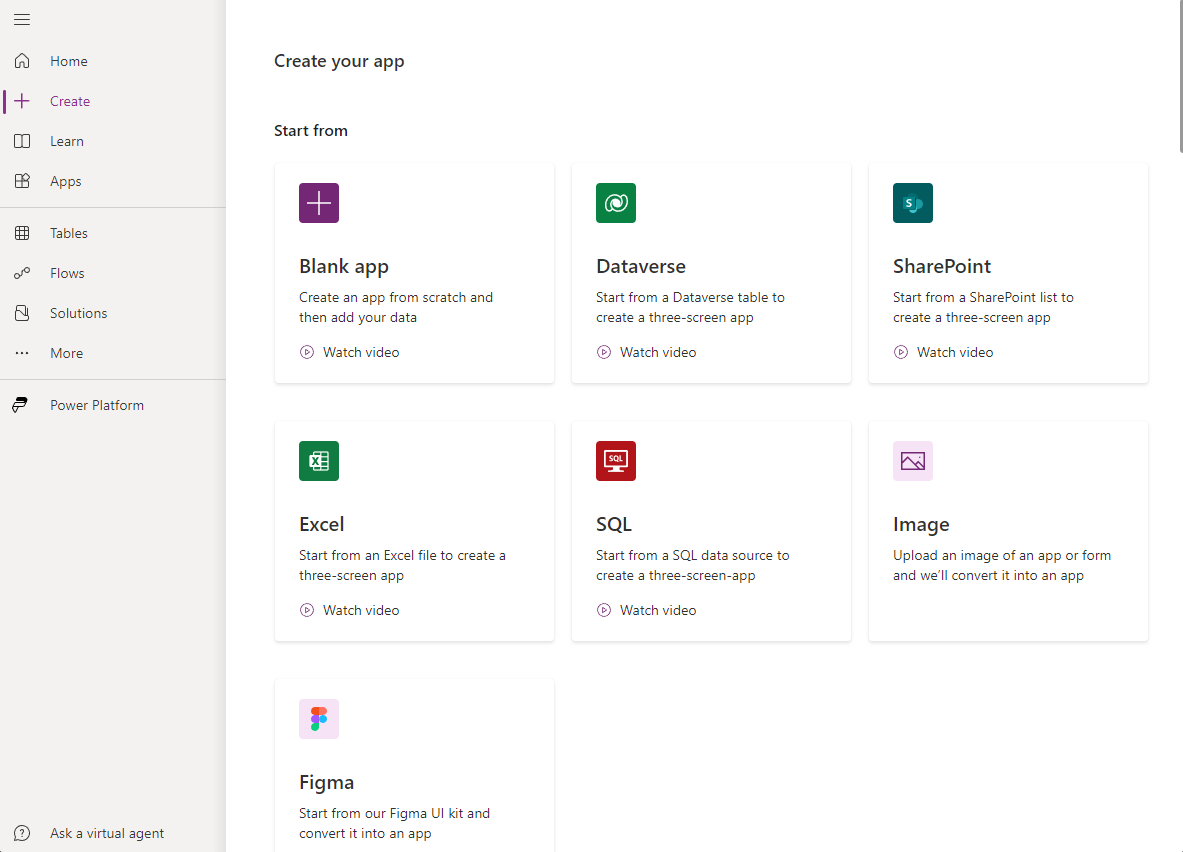 Home
Create
Learn
Apps
Tables
Flows
Solutions
More
Power Platform
Ask a virtual agent
Create your app
Start from
Blank app
Create an app from scratch and
then add your data
Watch video
Dataverse
Start from a Dataverse table to
create a three-screen app
Watch video
S
SharePoint
Start from a SharePoint list to
create a three-screen app
Watch video
X
Excel
Start from an Excel file to create a
three-screen app
Watch video
SQL
SQL
Start from a SQL data source to
create a three-screen-app
Watch video
Image
Upload an image of an app or form
and we’ll convert it into an app
Figma
Start from our Figma UI kit and
convert it into an app